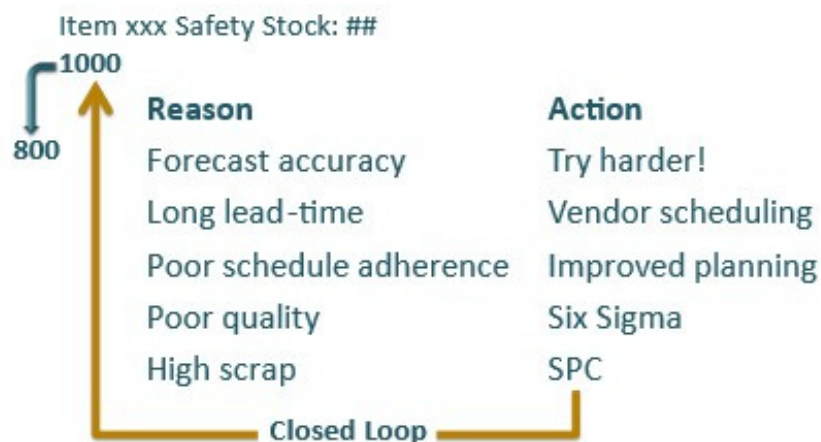 Item xxx Safety Stock: ##
1000
Reason Action
800
Forecast accuracy Try harder!
Long lead-time Vendor scheduling
Poor schedule adherence Improved planning
Poor quality Six Sigma
High scrap SPC
Closed Loop